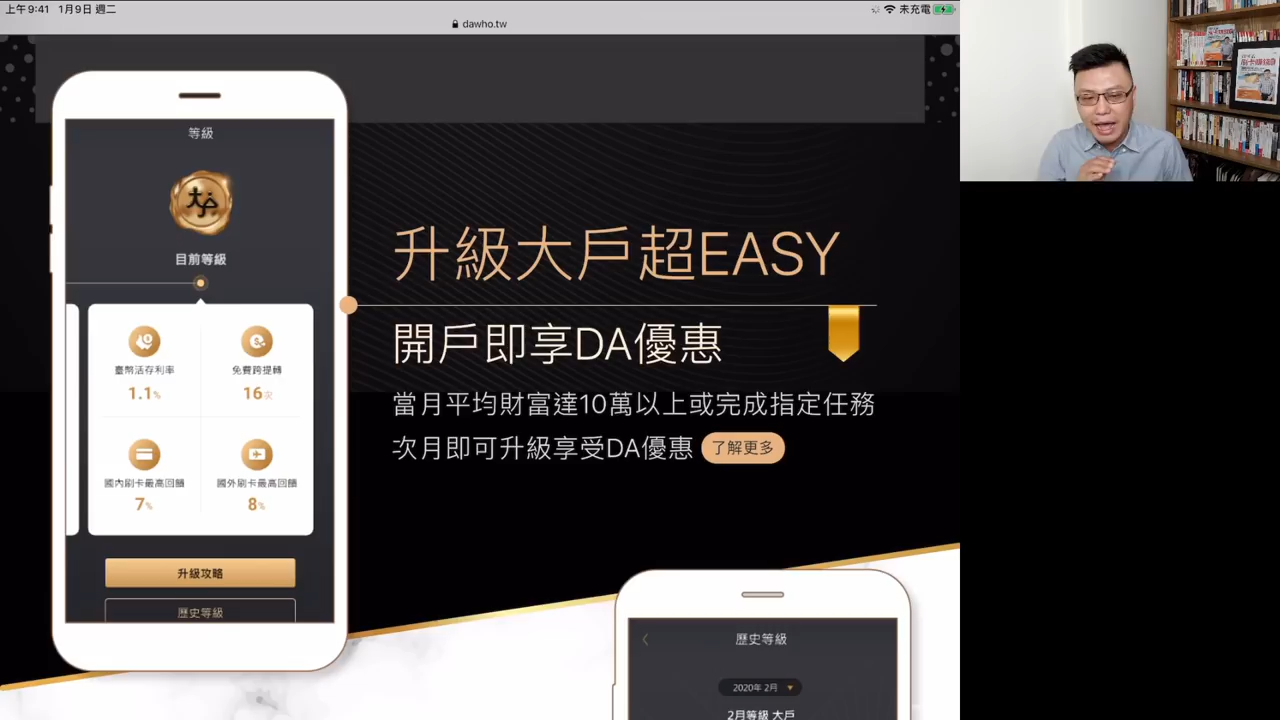 上午9:41 1月9日 週二
未充電
dawho.tw
等級
大戶
目前等級
臺幣活存利率
1.1%
免費跨提轉
16次
國內刷卡最高回饋
7%
國外刷卡最高回饋
8%
升級攻略
歷史等級
升級大戶超EASY
開戶即享DA優惠
當月平均財富達10萬以上或完成指定任務
次月即可升級享受DA優惠 了解更多
歷史等級
2020年 2月
2月等級 大戶